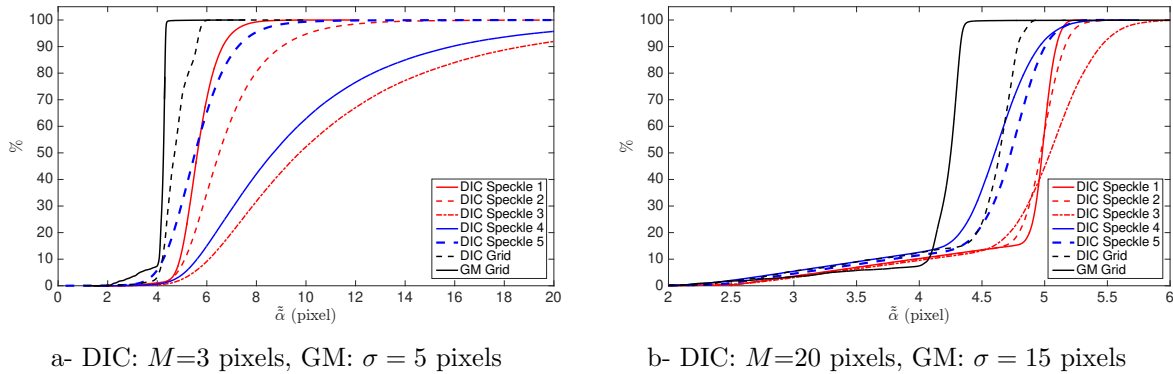 100
90
80
70
60
50
40
30
20
10
0
%
0 2 4 6 8 10 12 14 16 18 20
α̃̃ (pixel)
DIC Speckle 1
DIC Speckle 2
DIC Speckle 3
DIC Speckle 4
DIC Speckle 5
DIC Grid
GM Grid
a- DIC: M=3 pixels, GM: σ = 5 pixels
100
90
80
70
60
50
40
30
20
10
0
%
2 2.5 3 3.5 4 4.5 5 5.5 6
α̃̃ (pixel)
DIC Speckle 1
DIC Speckle 2
DIC Speckle 3
DIC Speckle 4
DIC Speckle 5
DIC Grid
GM Grid
b- DIC: M=20 pixels, GM: σ = 15 pixels